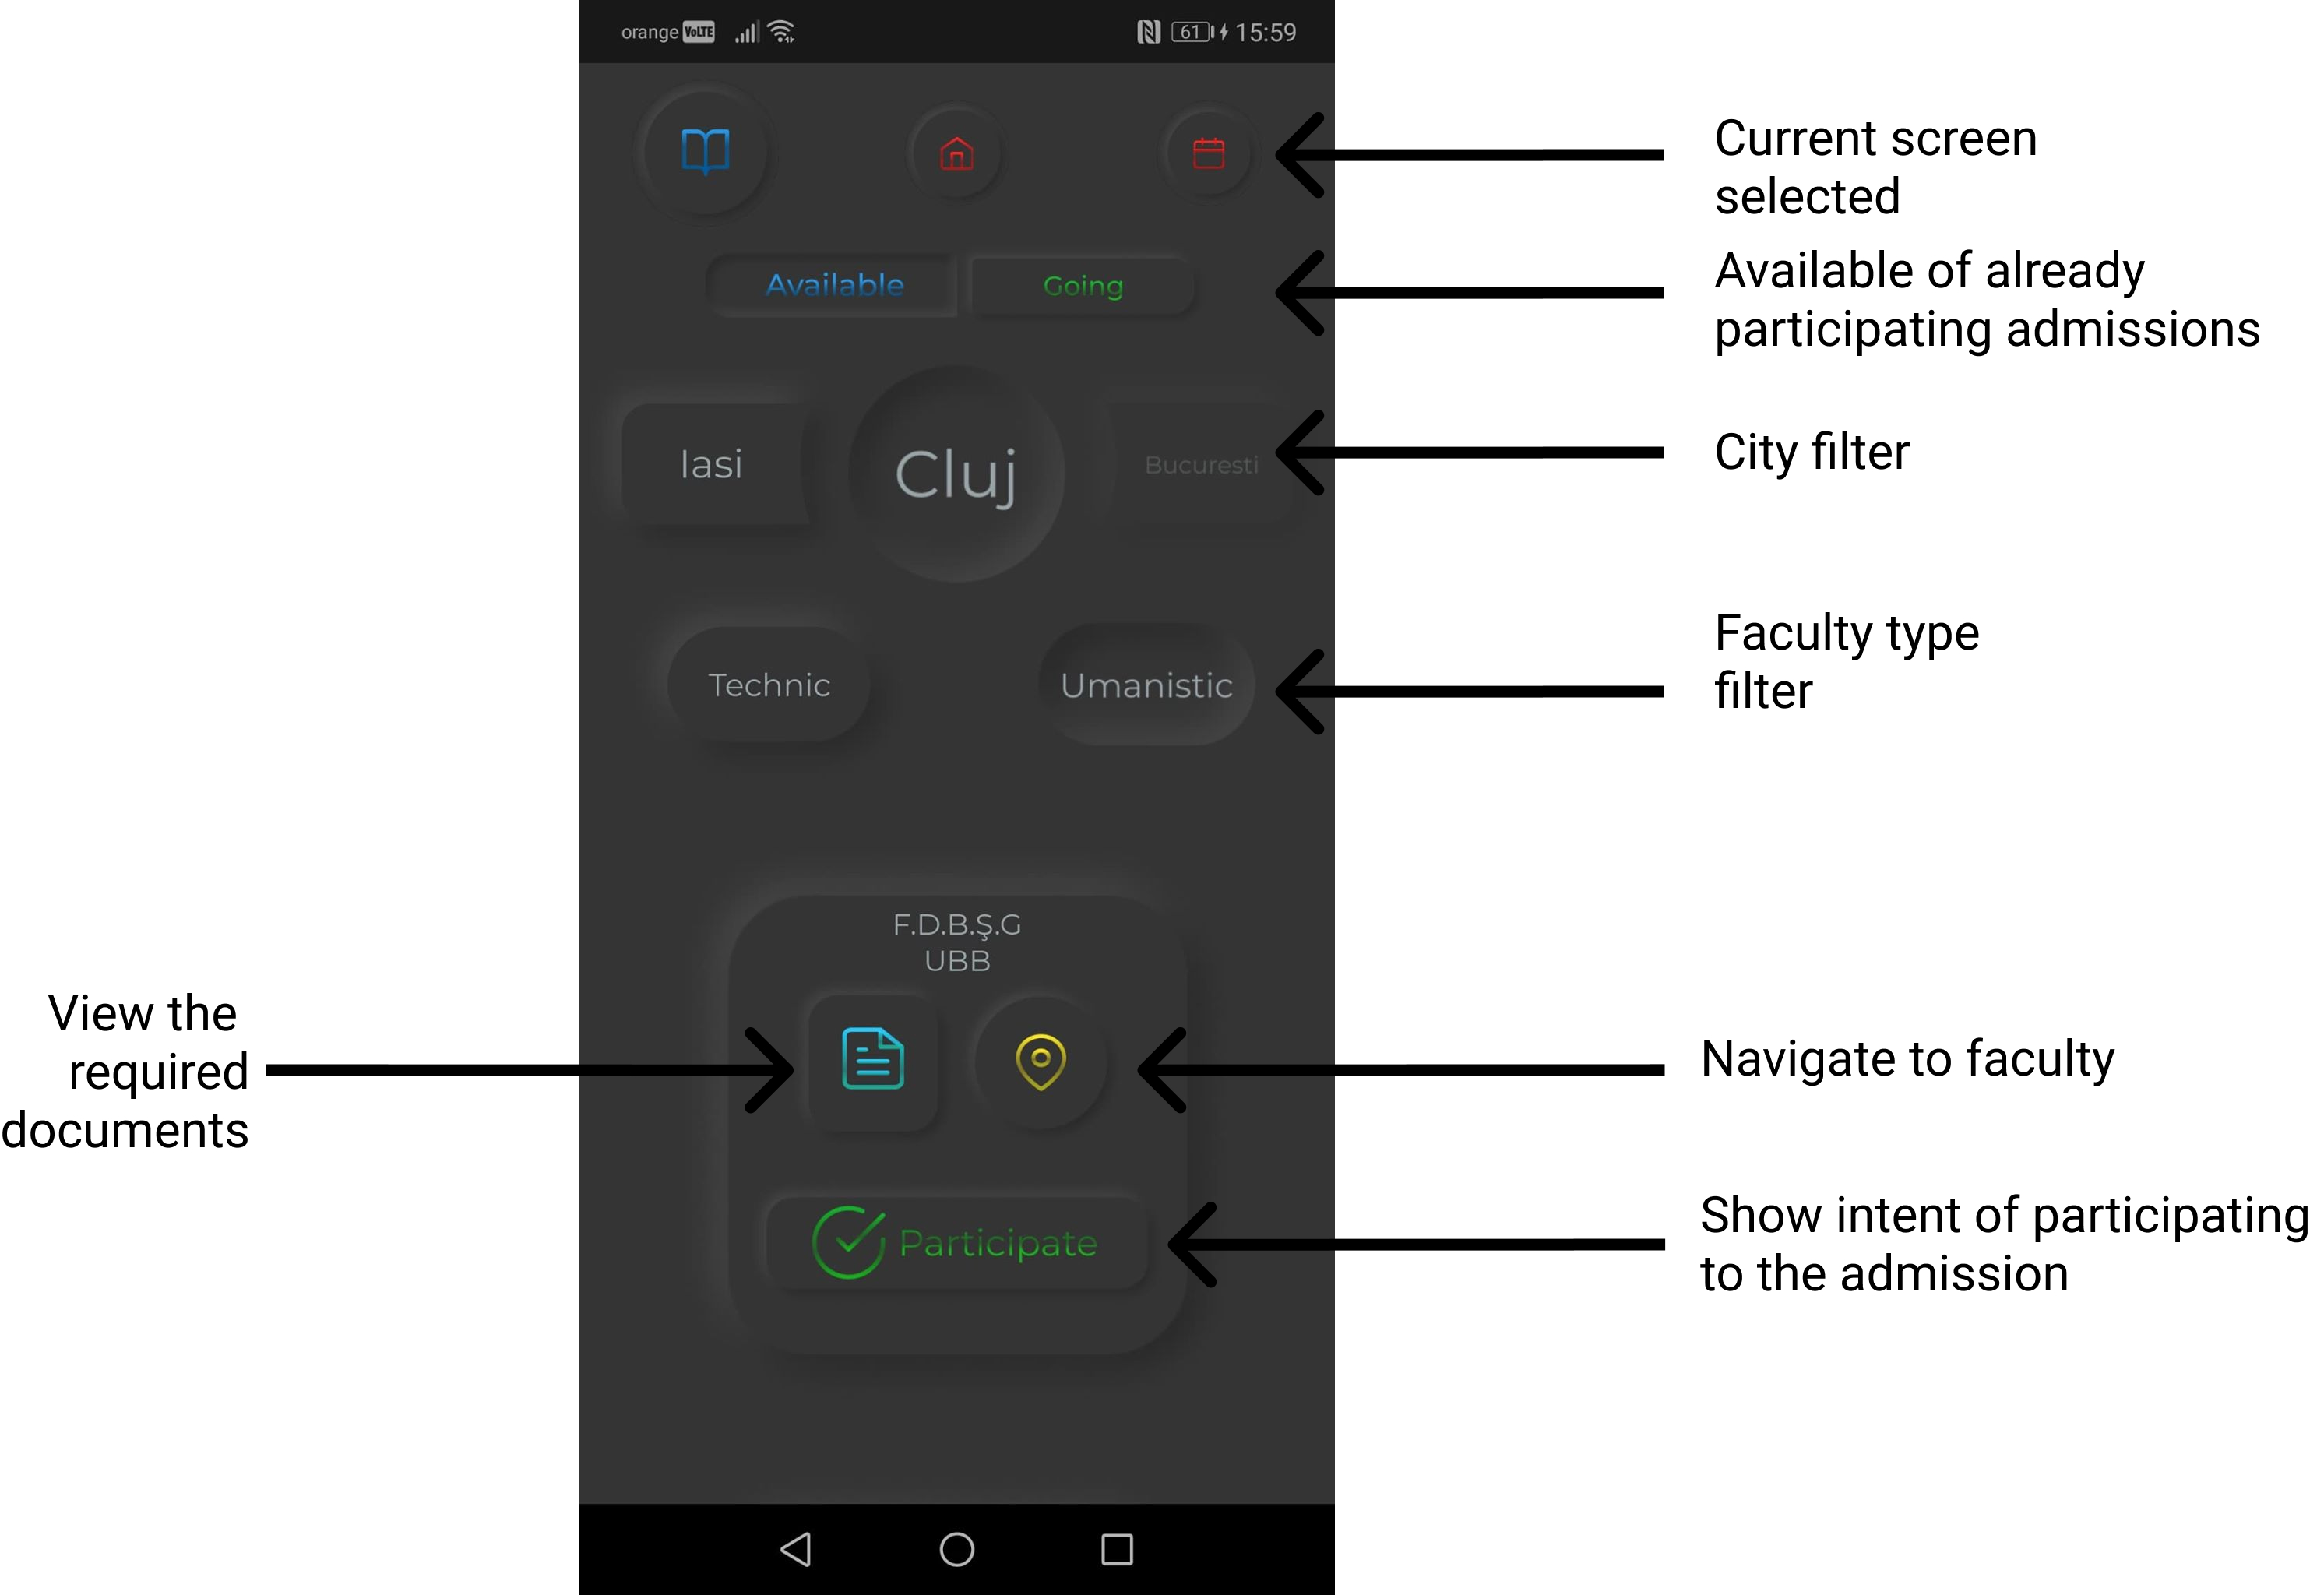 orange VoLTE 61 15:59
Current screen
selected
Available Going
Available of already
participating admissions
Iasi Cluj Bucuresti
City filter
Technic Umanistic
Faculty type
filter
F.D.B.Ş.G
UBB
View the
required
documents
Navigate to faculty
Participate
Show intent of participating
to the admission